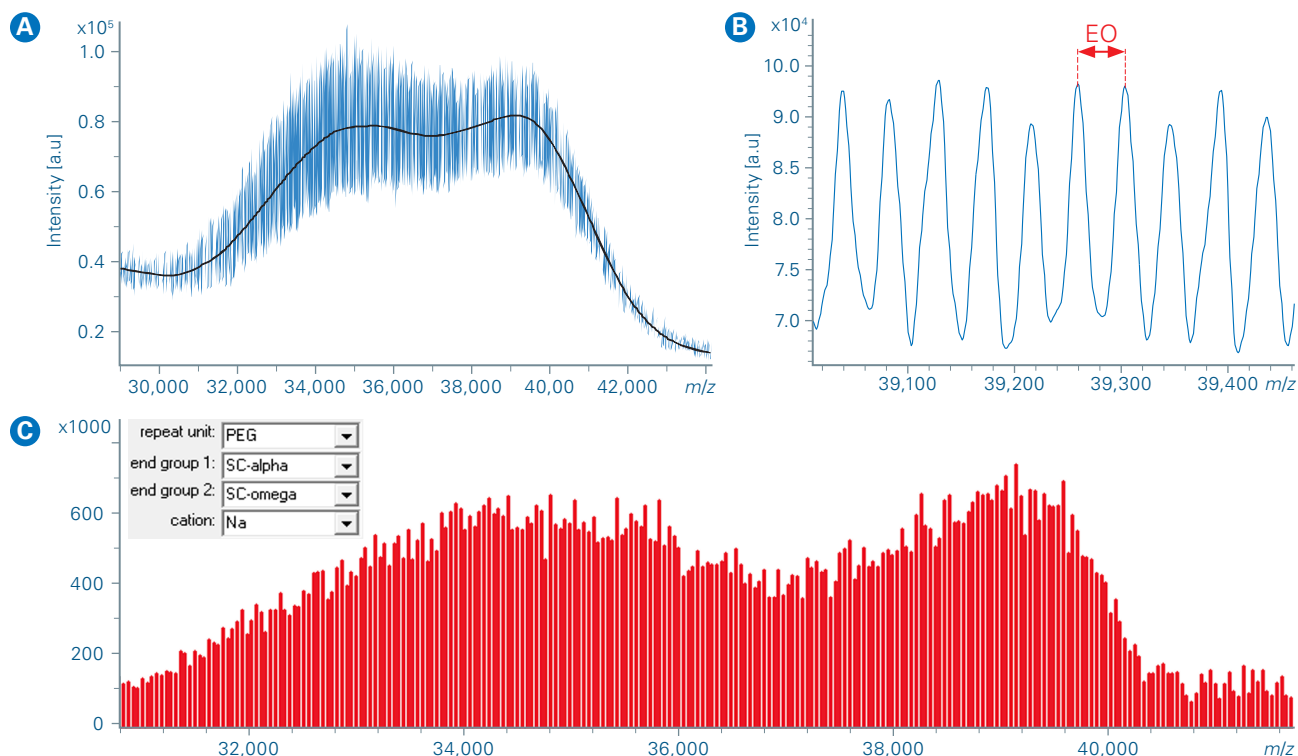 A
x10⁵
1.0
0.8
0.6
0.4
0.2
Intensity [a.u]
30,000 32,000 34,000 36,000 38,000 40,000 42,000 m/z
B
x10⁴
EO
10.0
9.0
8.5
8.0
7.5
7.0
Intensity [a.u]
39,100 39,200 39,300 39,400 m/z
C
x1000
repeat unit: PEG
end group 1: SC-alpha
end group 2: SC-omega
cation: Na
600
400
200
0
32,000 34,000 36,000 38,000 40,000 m/z